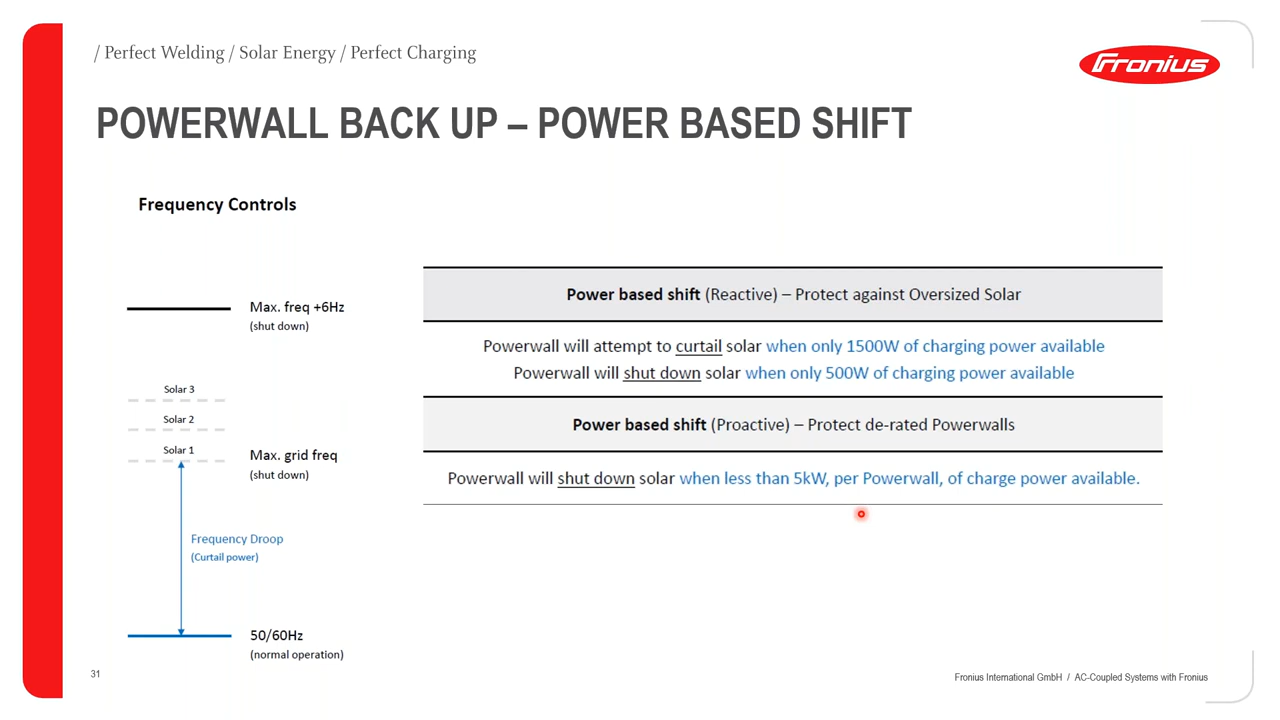 / Perfect Welding / Solar Energy / Perfect Charging
Fronius
POWERWALL BACK UP – POWER BASED SHIFT
Frequency Controls
Max. freq +6Hz
(shut down)
Solar 3
Solar 2
Solar 1
Max. grid freq
(shut down)
Frequency Droop
(Curtail power)
50/60Hz
(normal operation)
Power based shift (Reactive) – Protect against Oversized Solar
Powerwall will attempt to curtail solar when only 1500W of charging power available
Powerwall will shut down solar when only 500W of charging power available
Power based shift (Proactive) – Protect de-rated Powerwalls
Powerwall will shut down solar when less than 5kW, per Powerwall, of charge power available.
31
Fronius International GmbH / AC-Coupled Systems with Fronius